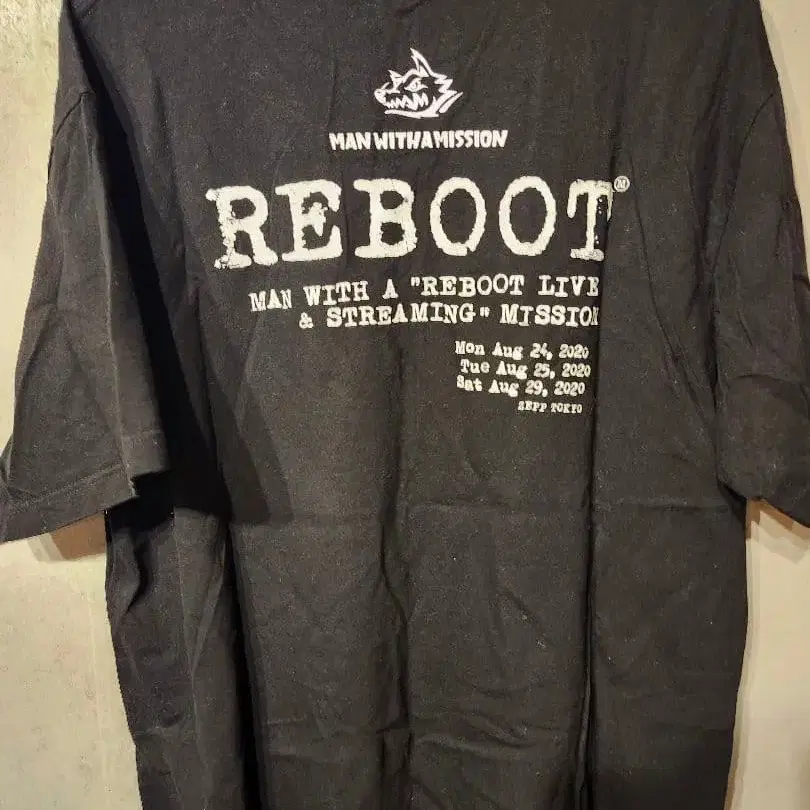 MAN WITH A MISSION
REBOOT Ⓜ
MAN WITH A "REBOOT LIVE
& STREAMING" MISSION
Mon Aug 24, 2020
Tue Aug 25, 2020
Sat Aug 29, 2020
ZEPP TOKYO